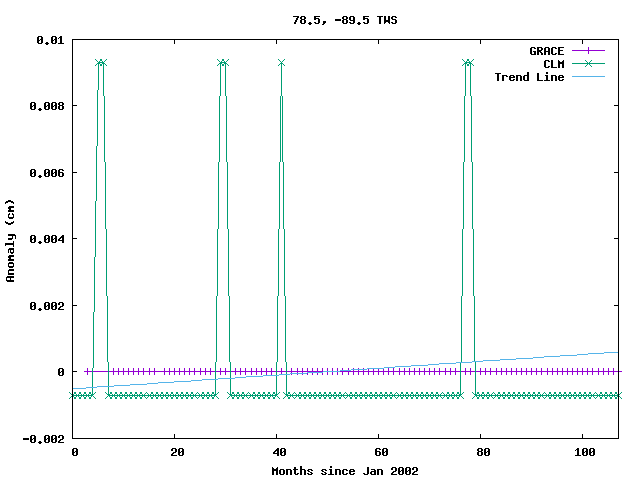 78.5, -89.5 TWS
GRACE
CLM
Trend Line
0.01
0.008
0.006
0.004
0.002
0
-0.002
Anomaly (cm)
0 20 40 60 80 100
Months since Jan 2002